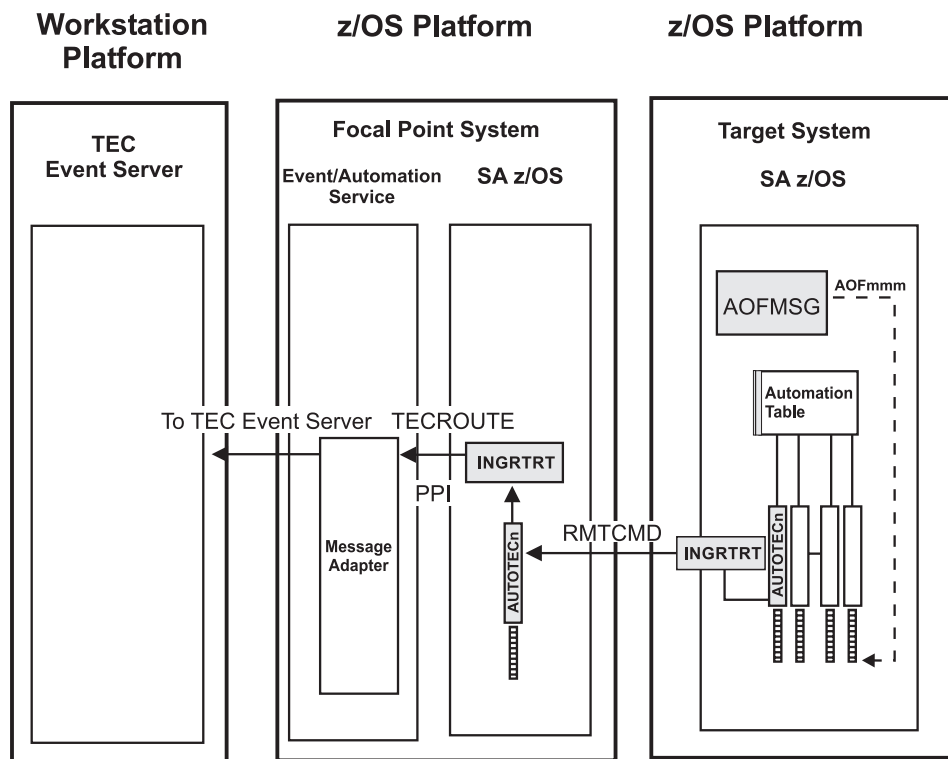 Workstation
Platform
z/OS Platform
z/OS Platform
TEC
Event Server
Focal Point System
Event/Automation
Service
SA z/OS
Target System
SA z/OS
AOFMSG
AOFmmm
Automation
Table
To TEC Event Server
TECROUTE
INGRTRT
PPI
Message
Adapter
AUTOTECn
RMTCMD
INGRTRT
AUTOTECn